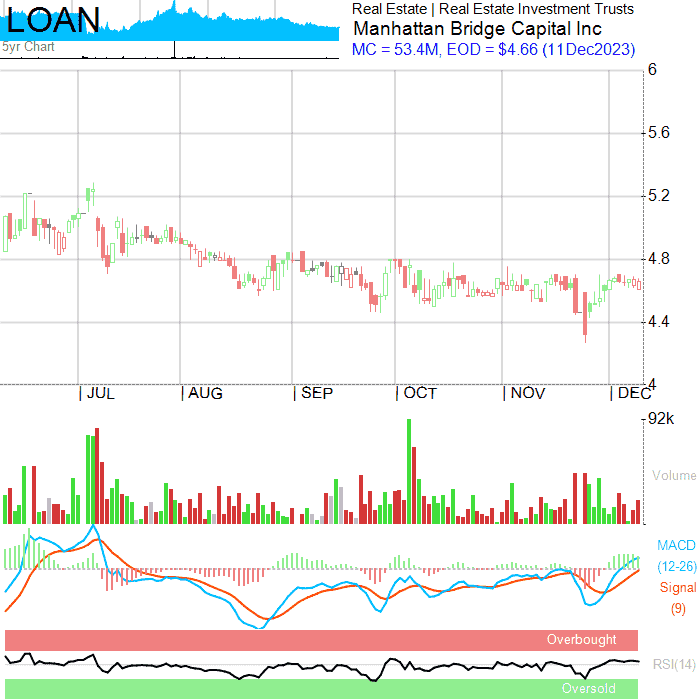 LOAN
5yr Chart
Real Estate | Real Estate Investment Trusts
Manhattan Bridge Capital Inc
MC = 53.4M, EOD = $4.66 (11Dec2023)
6
5.6
5.2
4.8
4.4
4
JUL AUG SEP OCT NOV DEC
92k
Volume
MACD
(12-26)
Signal
(9)
Overbought
RSI(14)
Oversold